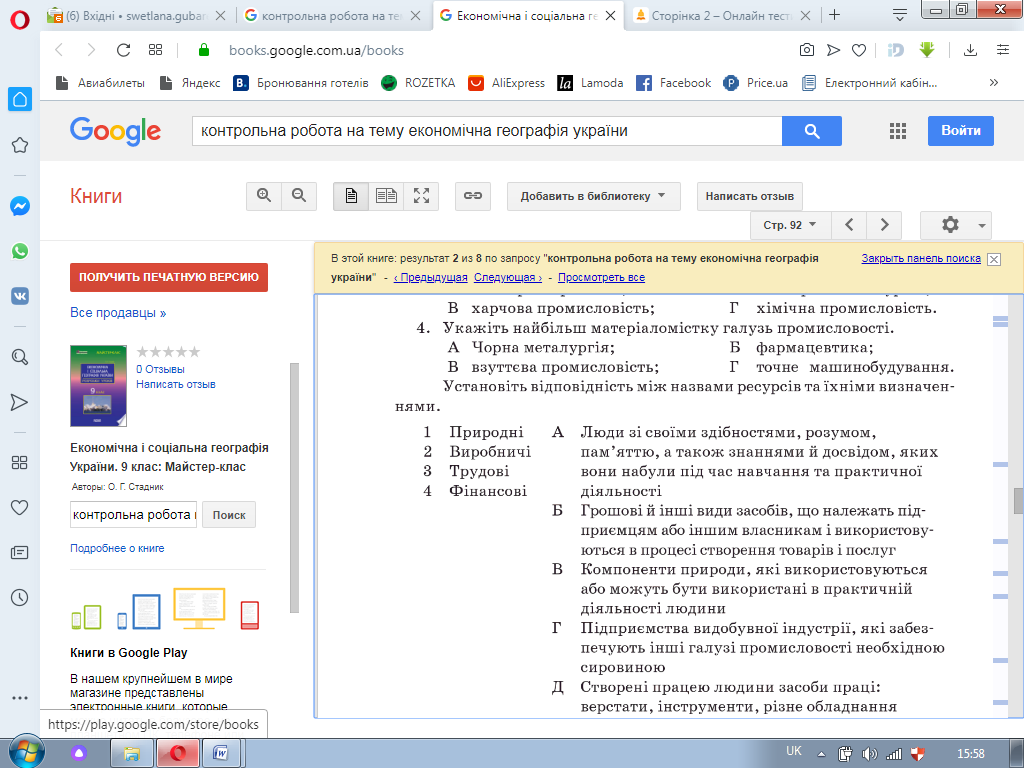 (6) Вхідні • swetlana.gubar
контрольна робота на те
Економічна і соціальна ге
Сторінка 2 – Онлайн тест
books.google.com.ua/books
Авиабилеты Яндекс Бронювання готелів ROZETKA AliExpress Lamoda Facebook Price.ua Електронний кабін... »
Google
контрольна робота на тему економічна географія україни
Войти
Книги
Добавить в библиотеку
Написать отзыв
Стр. 92
В этой книге: результат 2 из 8 по запросу "контрольна робота на тему економічна географія
україни" - ‹ Предыдущая Следующая › - Просмотреть все
Закрыть панель поиска
ПОЛУЧИТЬ ПЕЧАТНУЮ ВЕРСИЮ
Все продавцы »
0 Отзывы
Написать отзыв
Економічна і соціальна географія
України. 9 клас: Майстер-клас
Авторы: О. Г. Стадник
контрольна робота
Поиск
Подробнее о книге
Книги в Google Play
В нашем крупнейшем в мире
магазине представлены
электронные книги, которые
https://play.google.com/store/books
В харчова промисловість; Г хімічна промисловість.
4. Укажіть найбільш матеріаломістку галузь промисловості.
А Чорна металургія; Б фармацевтика;
В взуттєва промисловість; Г точне машинобудування.
Установіть відповідність між назвами ресурсів та їхніми визначен-
нями.
1 Природні
2 Виробничі
3 Трудові
4 Фінансові
А Люди зі своїми здібностями, розумом,
пам’яттю, а також знаннями й досвідом, яких
вони набули під час навчання та практичної
діяльності
Б Грошові й інші види засобів, що належать під-
приємцям або іншим власникам і використову-
ються в процесі створення товарів і послуг
В Компоненти природи, які використовуються
або можуть бути використані в практичній
діяльності людини
Г Підприємства видобувної індустрії, які забез-
печують інші галузі промисловості необхідною
сировиною
Д Створені працею людини засоби праці:
верстати, інструменти, різне обладнання
UK
15:58